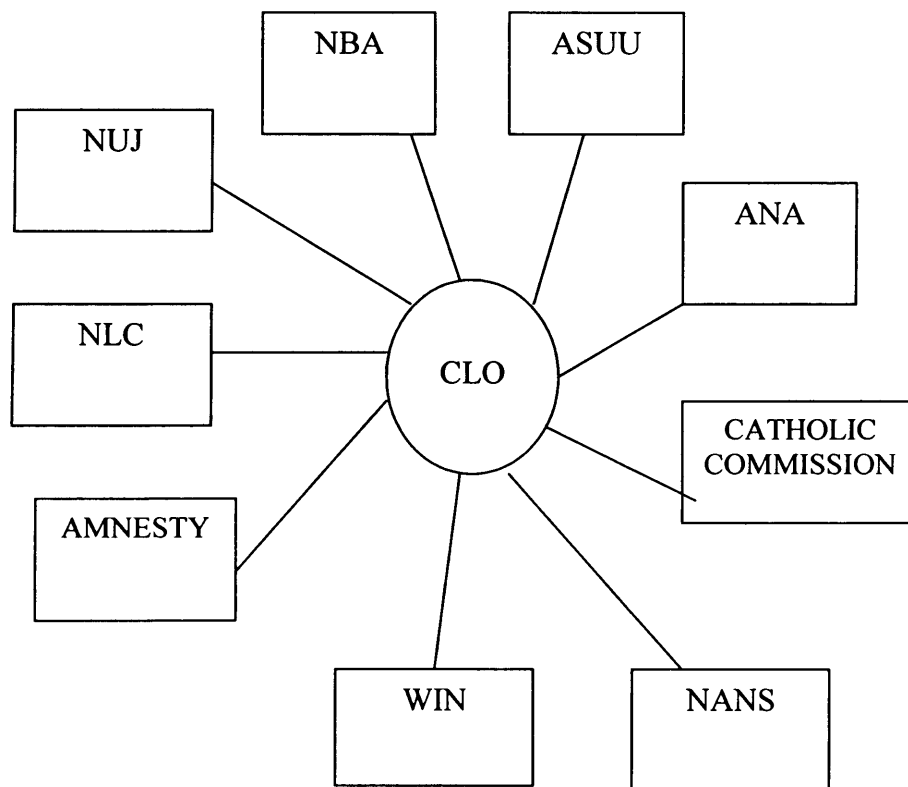 NBA
ASUU
NUJ
ANA
NLC
CLO
CATHOLIC
COMMISSION
AMNESTY
WIN
NANS